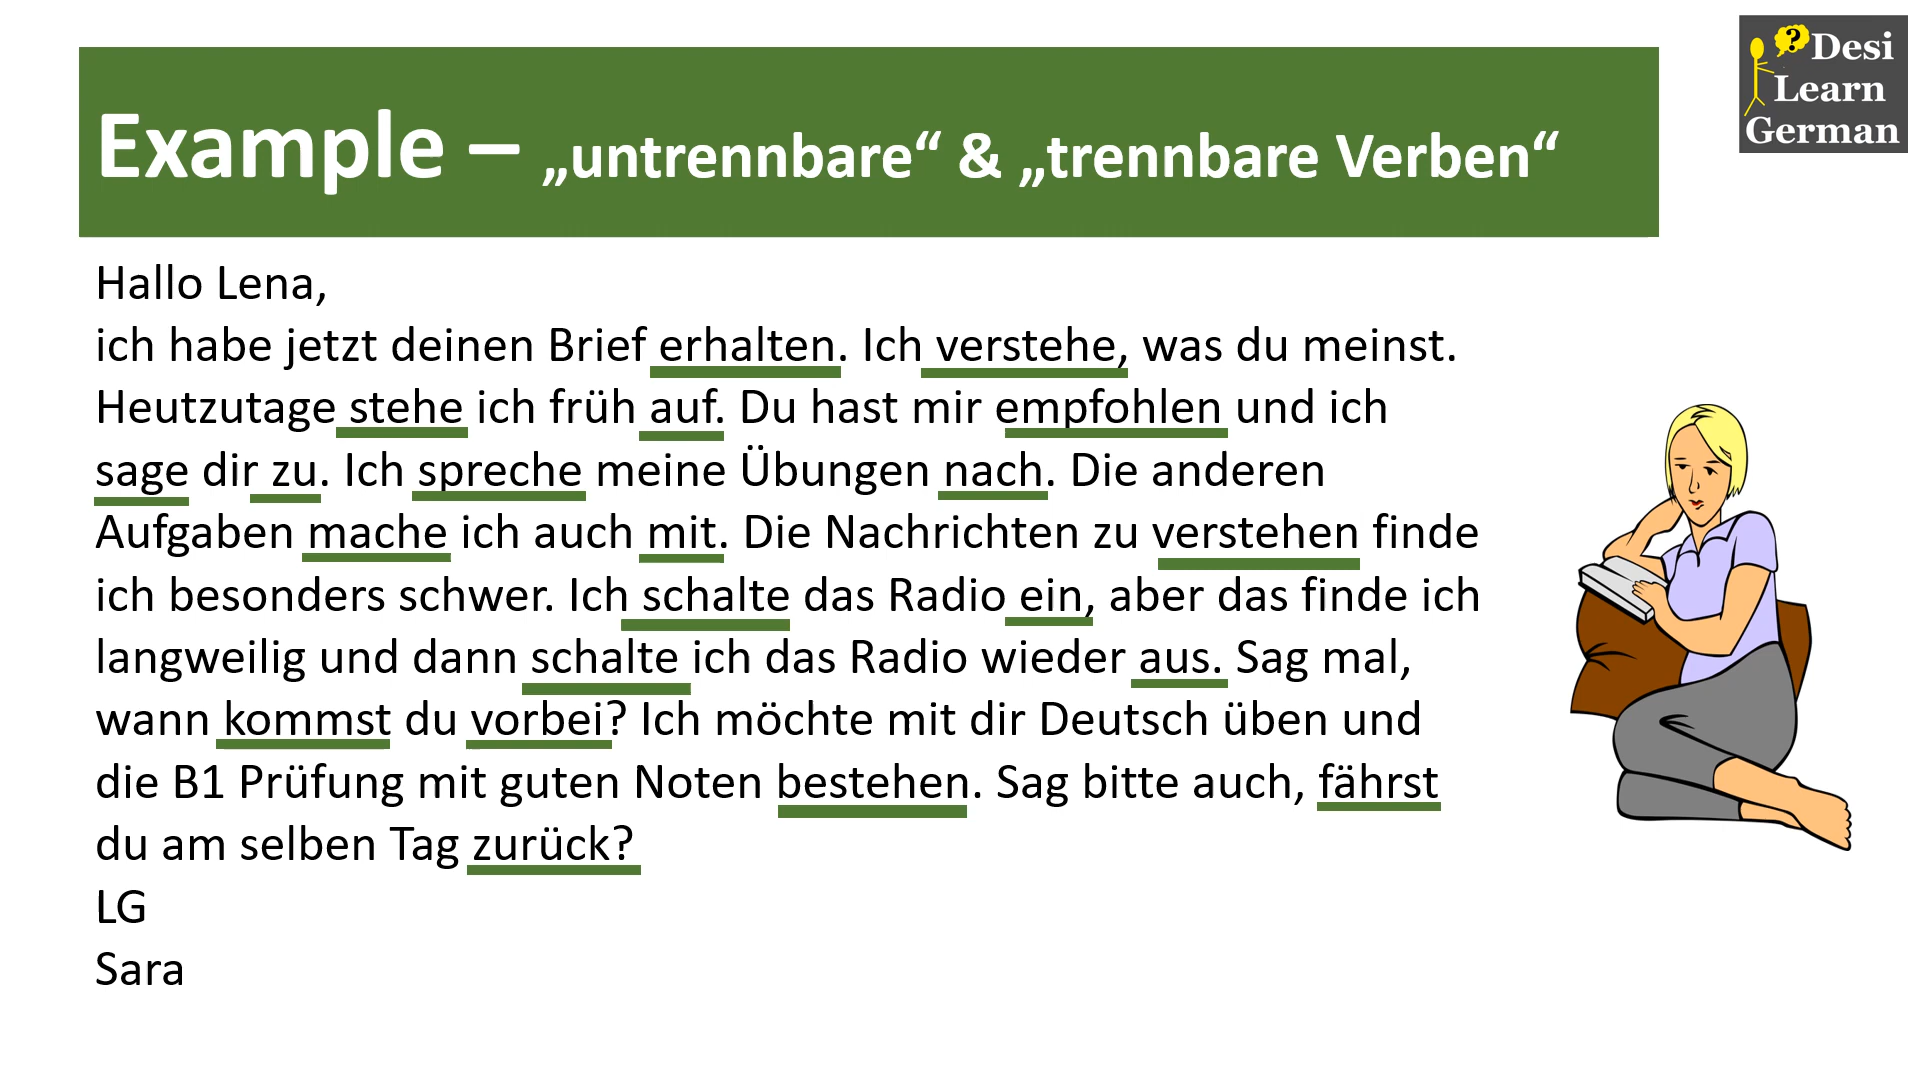 Example – „untrennbare“ & „trennbare Verben“
? Desi
Learn
German
Hallo Lena,
ich habe jetzt deinen Brief erhalten. Ich verstehe, was du meinst.
Heutzutage stehe ich früh auf. Du hast mir empfohlen und ich
sage dir zu. Ich spreche meine Übungen nach. Die anderen
Aufgaben mache ich auch mit. Die Nachrichten zu verstehen finde
ich besonders schwer. Ich schalte das Radio ein, aber das finde ich
langweilig und dann schalte ich das Radio wieder aus. Sag mal,
wann kommst du vorbei? Ich möchte mit dir Deutsch üben und
die B1 Prüfung mit guten Noten bestehen. Sag bitte auch, fährst
du am selben Tag zurück?
LG
Sara